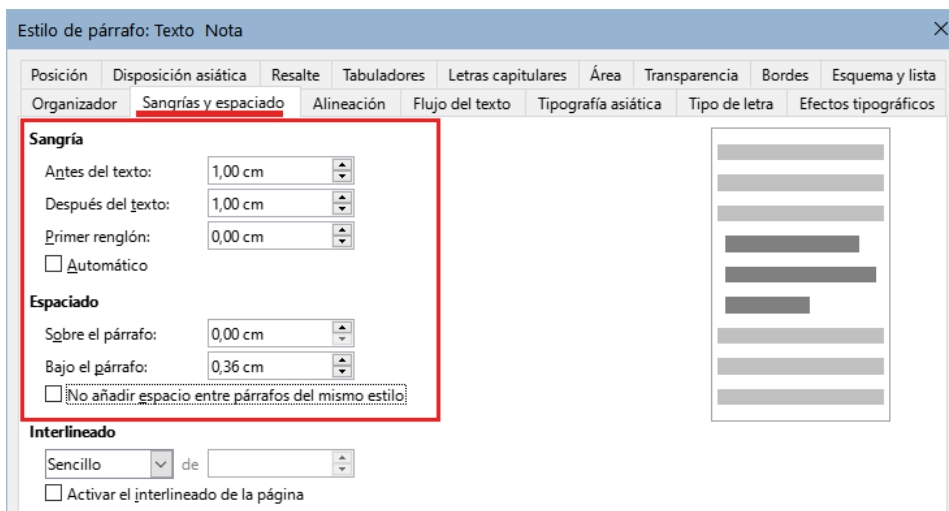 Estilo de párrafo: Texto Nota
Posición Disposición asiática Resalte Tabuladores Letras capitulares Área Transparencia Bordes Esquema y lista
Organizador Sangrías y espaciado Alineación Flujo del texto Tipografía asiática Tipo de letra Efectos tipográficos
Sangría
Antes del texto: 1,00 cm
Después del texto: 1,00 cm
Primer renglón: 0,00 cm
Automático
Espaciado
Sobre el párrafo: 0,00 cm
Bajo el párrafo: 0,36 cm
No añadir espacio entre párrafos del mismo estilo
Interlineado
Sencillo de
Activar el interlineado de la página